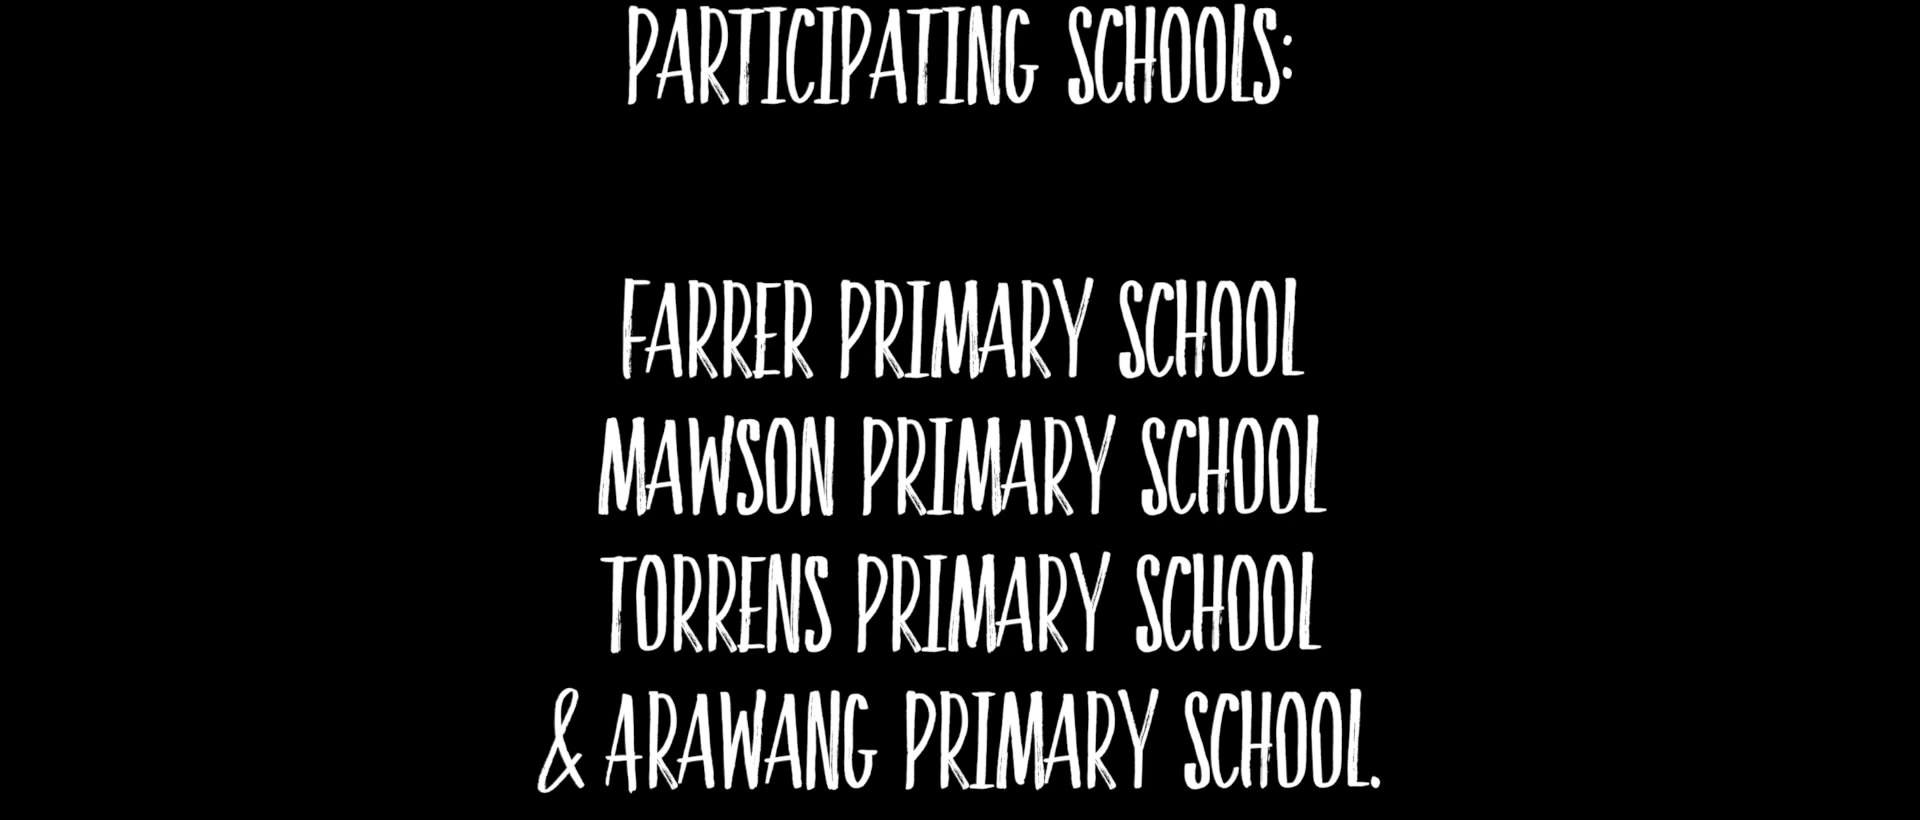 PARTICIPATING SCHOOLS:
FARRER PRIMARY SCHOOL
MAWSON PRIMARY SCHOOL
TORRENS PRIMARY SCHOOL
& ARAWANG PRIMARY SCHOOL.